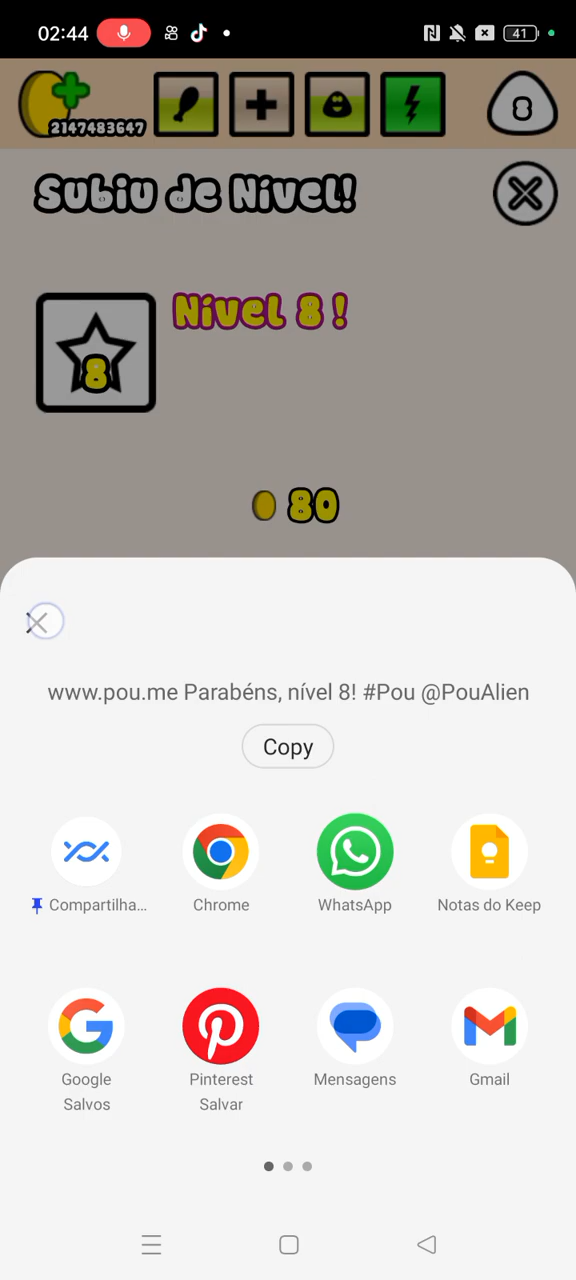 02:44
41
2147483647
8
Subiu de Nível!
Nível 8 !
8
80
www.pou.me Parabéns, nível 8! #Pou @PouAlien
Copy
Compartilha...
Chrome
WhatsApp
Notas do Keep
Google
Salvos
Pinterest
Salvar
Mensagens
Gmail